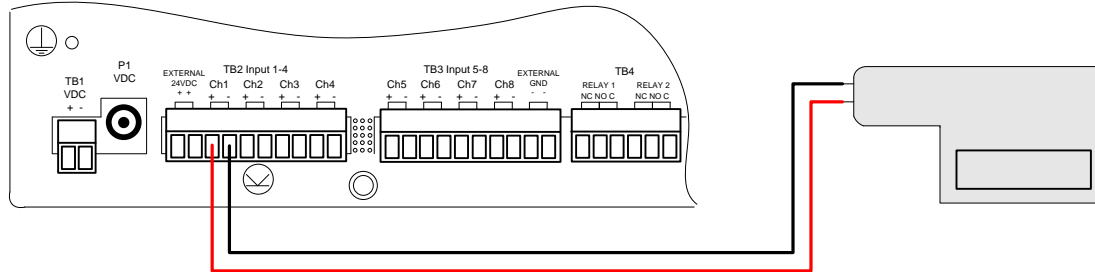 P1
VDC
TB1
VDC
+ -
EXTERNAL
24VDC
+ +
TB2 Input 1-4
Ch1 Ch2 Ch3 Ch4
+ - + - + - + -
TB3 Input 5-8
Ch5 Ch6 Ch7 Ch8
+ - + - + - + -
EXTERNAL
GND
- -
TB4
RELAY 1 RELAY 2
NC NO C NC NO C